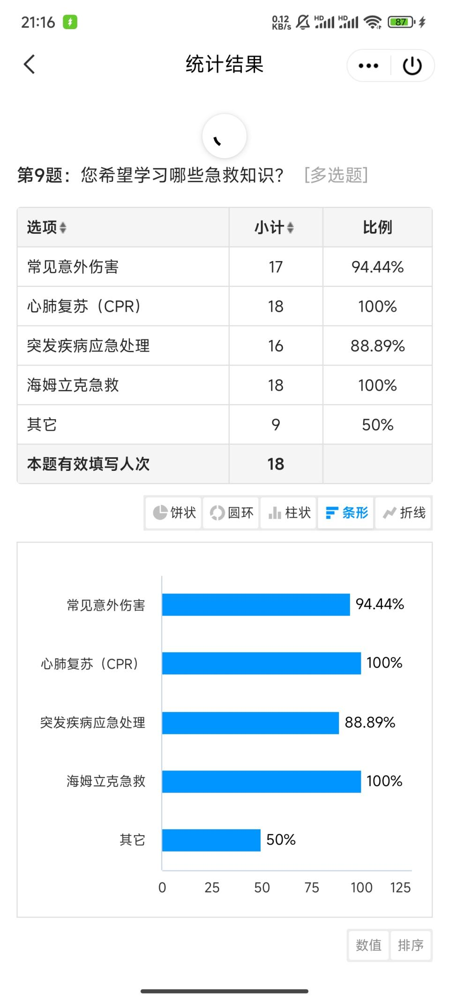 21:16
0.12 KB/s HD HD 87
统计结果
第9题：您希望学习哪些急救知识？ [多选题]
选项 小计 比例
常见意外伤害 17 94.44%
心肺复苏（CPR） 18 100%
突发疾病应急处理 16 88.89%
海姆立克急救 18 100%
其它 9 50%
本题有效填写人次 18
饼状 圆环 柱状 条形 折线
常见意外伤害 94.44%
心肺复苏（CPR） 100%
突发疾病应急处理 88.89%
海姆立克急救 100%
其它 50%
0 25 50 75 100 125
数值 排序